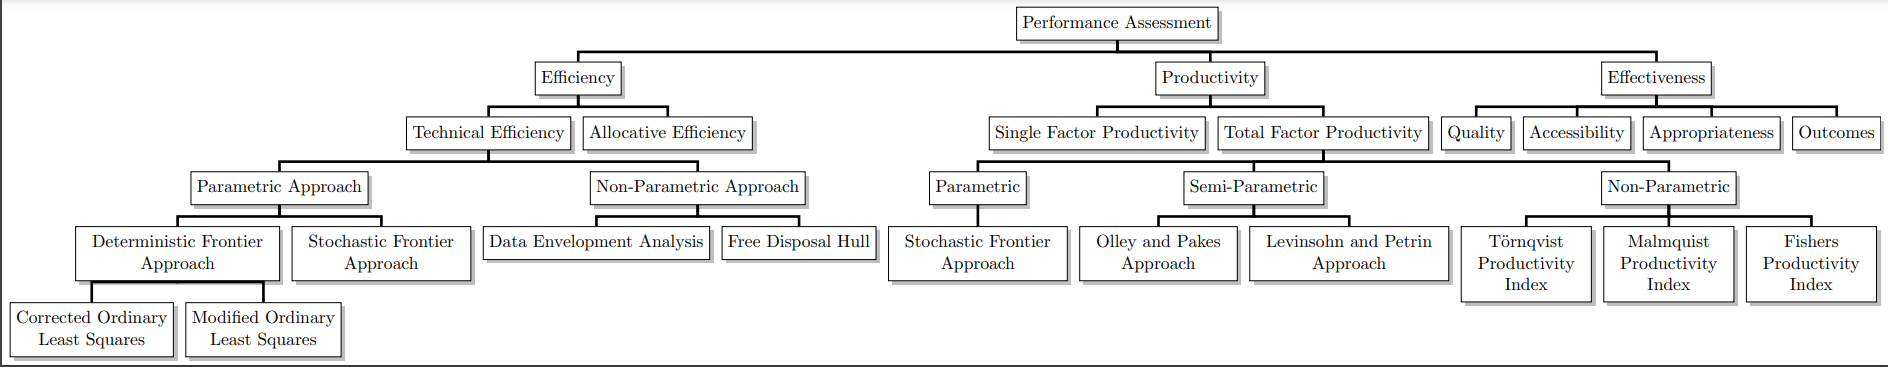 Performance Assessment
Efficiency
Productivity
Effectiveness
Technical Efficiency
Allocative Efficiency
Single Factor Productivity
Total Factor Productivity
Quality
Accessibility
Appropriateness
Outcomes
Parametric Approach
Non-Parametric Approach
Parametric
Semi-Parametric
Non-Parametric
Deterministic Frontier
Approach
Stochastic Frontier
Approach
Data Envelopment Analysis
Free Disposal Hull
Stochastic Frontier
Approach
Olley and Pakes
Approach
Levinsohn and Petrin
Approach
Törnqvist
Productivity
Index
Malmquist
Productivity
Index
Fishers
Productivity
Index
Corrected Ordinary
Least Squares
Modified Ordinary
Least Squares